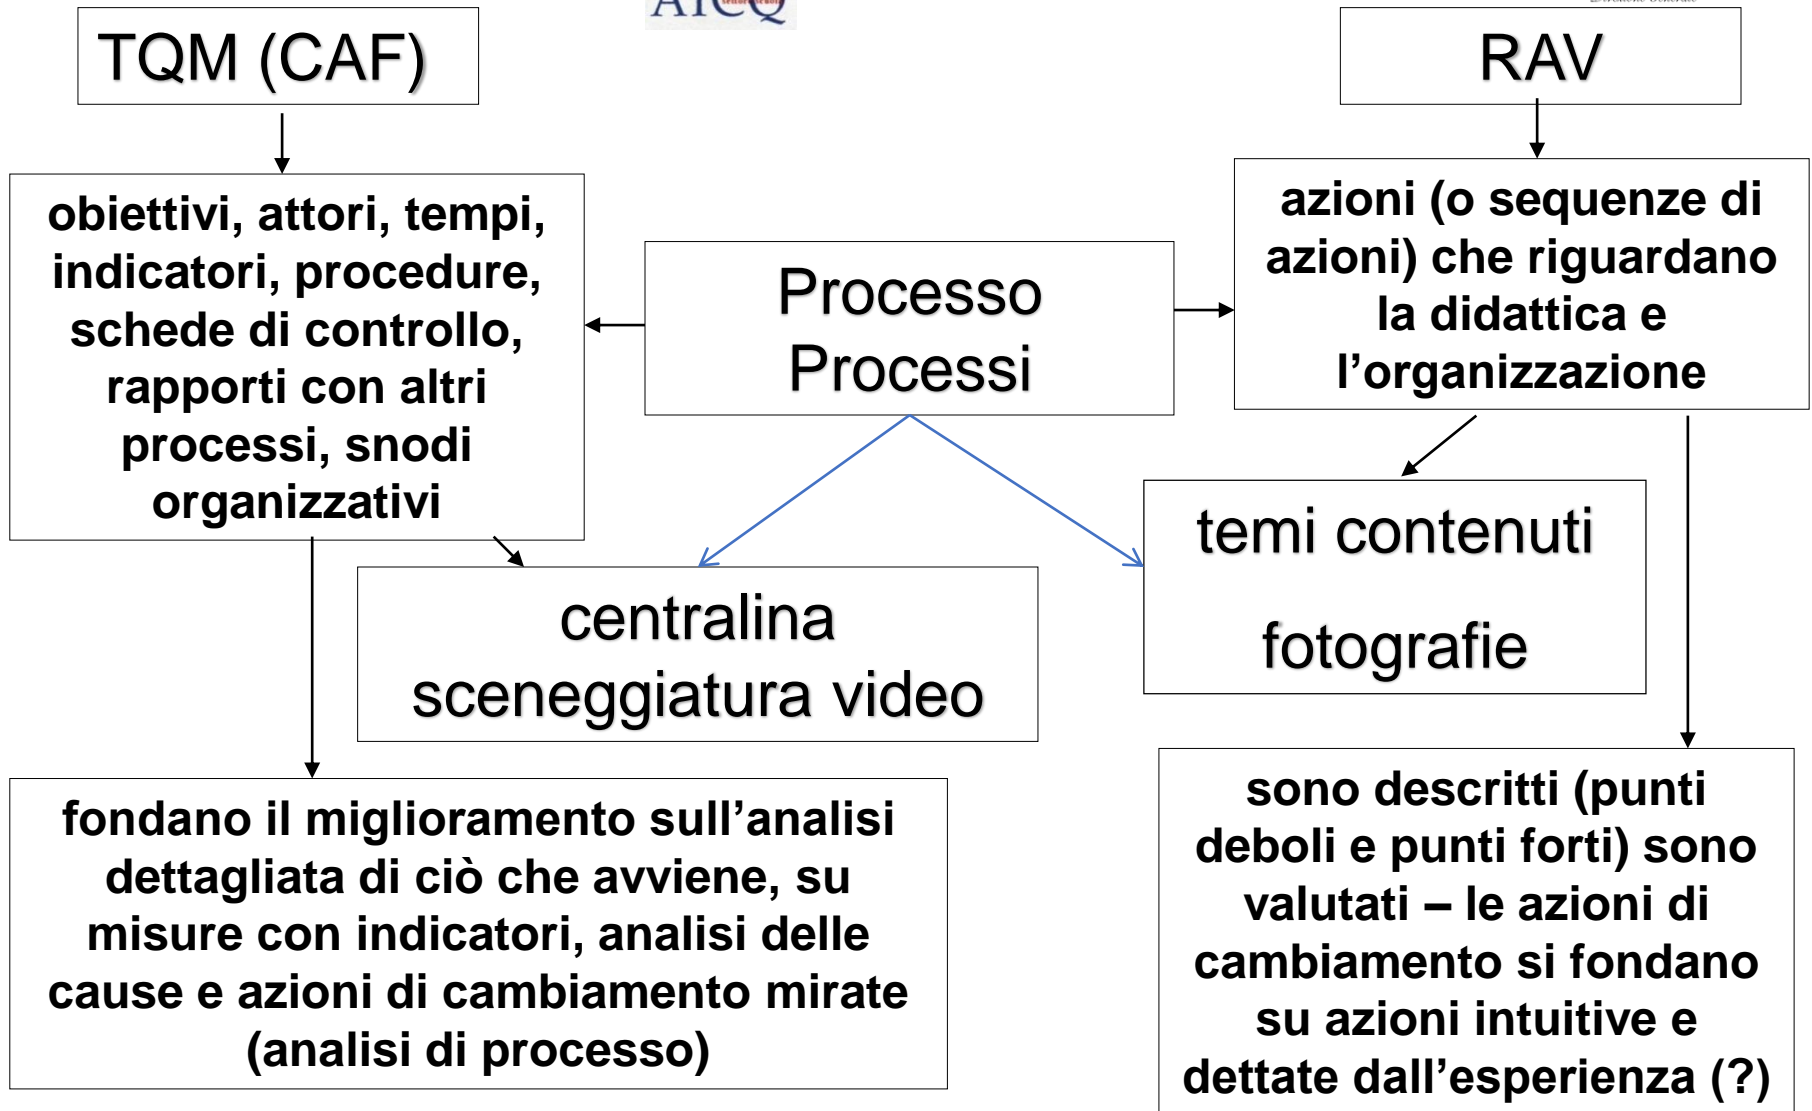 AICQ
settore scuola
TQM (CAF)
RAV
obiettivi, attori, tempi,
indicatori, procedure,
schede di controllo,
rapporti con altri
processi, snodi
organizzativi
Processo
Processi
azioni (o sequenze di
azioni) che riguardano
la didattica e
l’organizzazione
centralina
sceneggiatura video
temi contenuti
fotografie
fondano il miglioramento sull’analisi
dettagliata di ciò che avviene, su
misure con indicatori, analisi delle
cause e azioni di cambiamento mirate
(analisi di processo)
sono descritti (punti
deboli e punti forti) sono
valutati – le azioni di
cambiamento si fondano
su azioni intuitive e
dettate dall’esperienza (?)